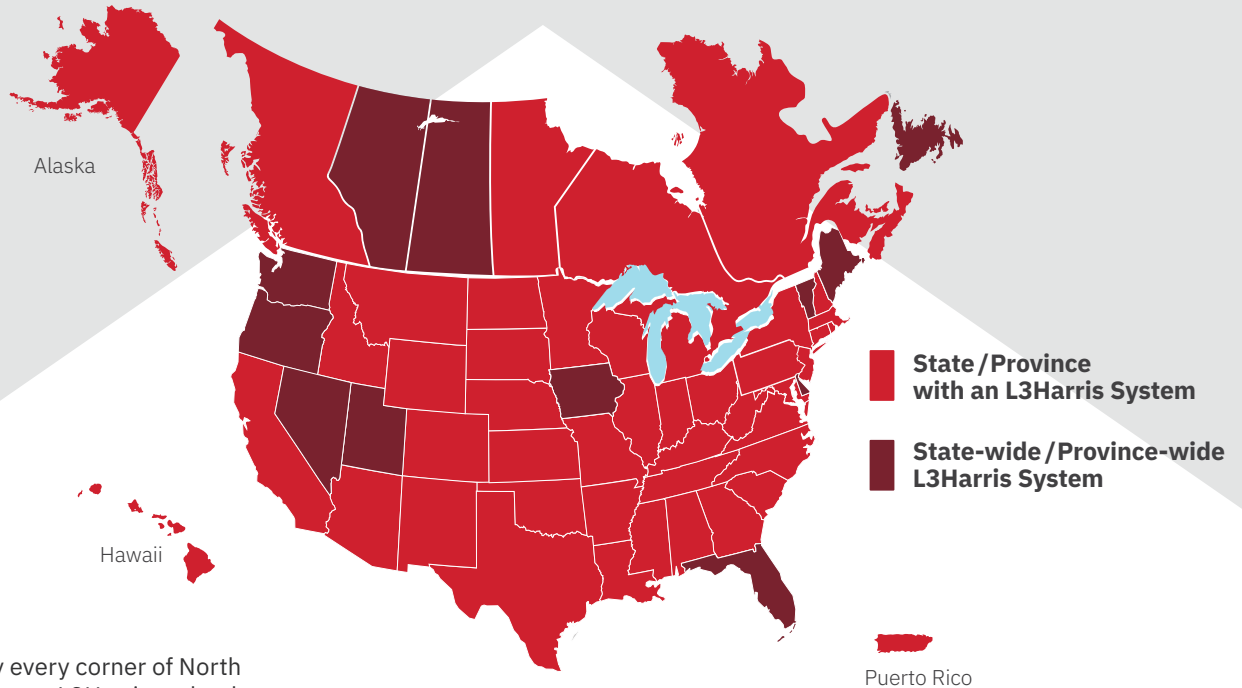 Alaska
State/Province
with an L3Harris System
State-wide/Province-wide
L3Harris System
Hawaii
every corner of North
Puerto Rico